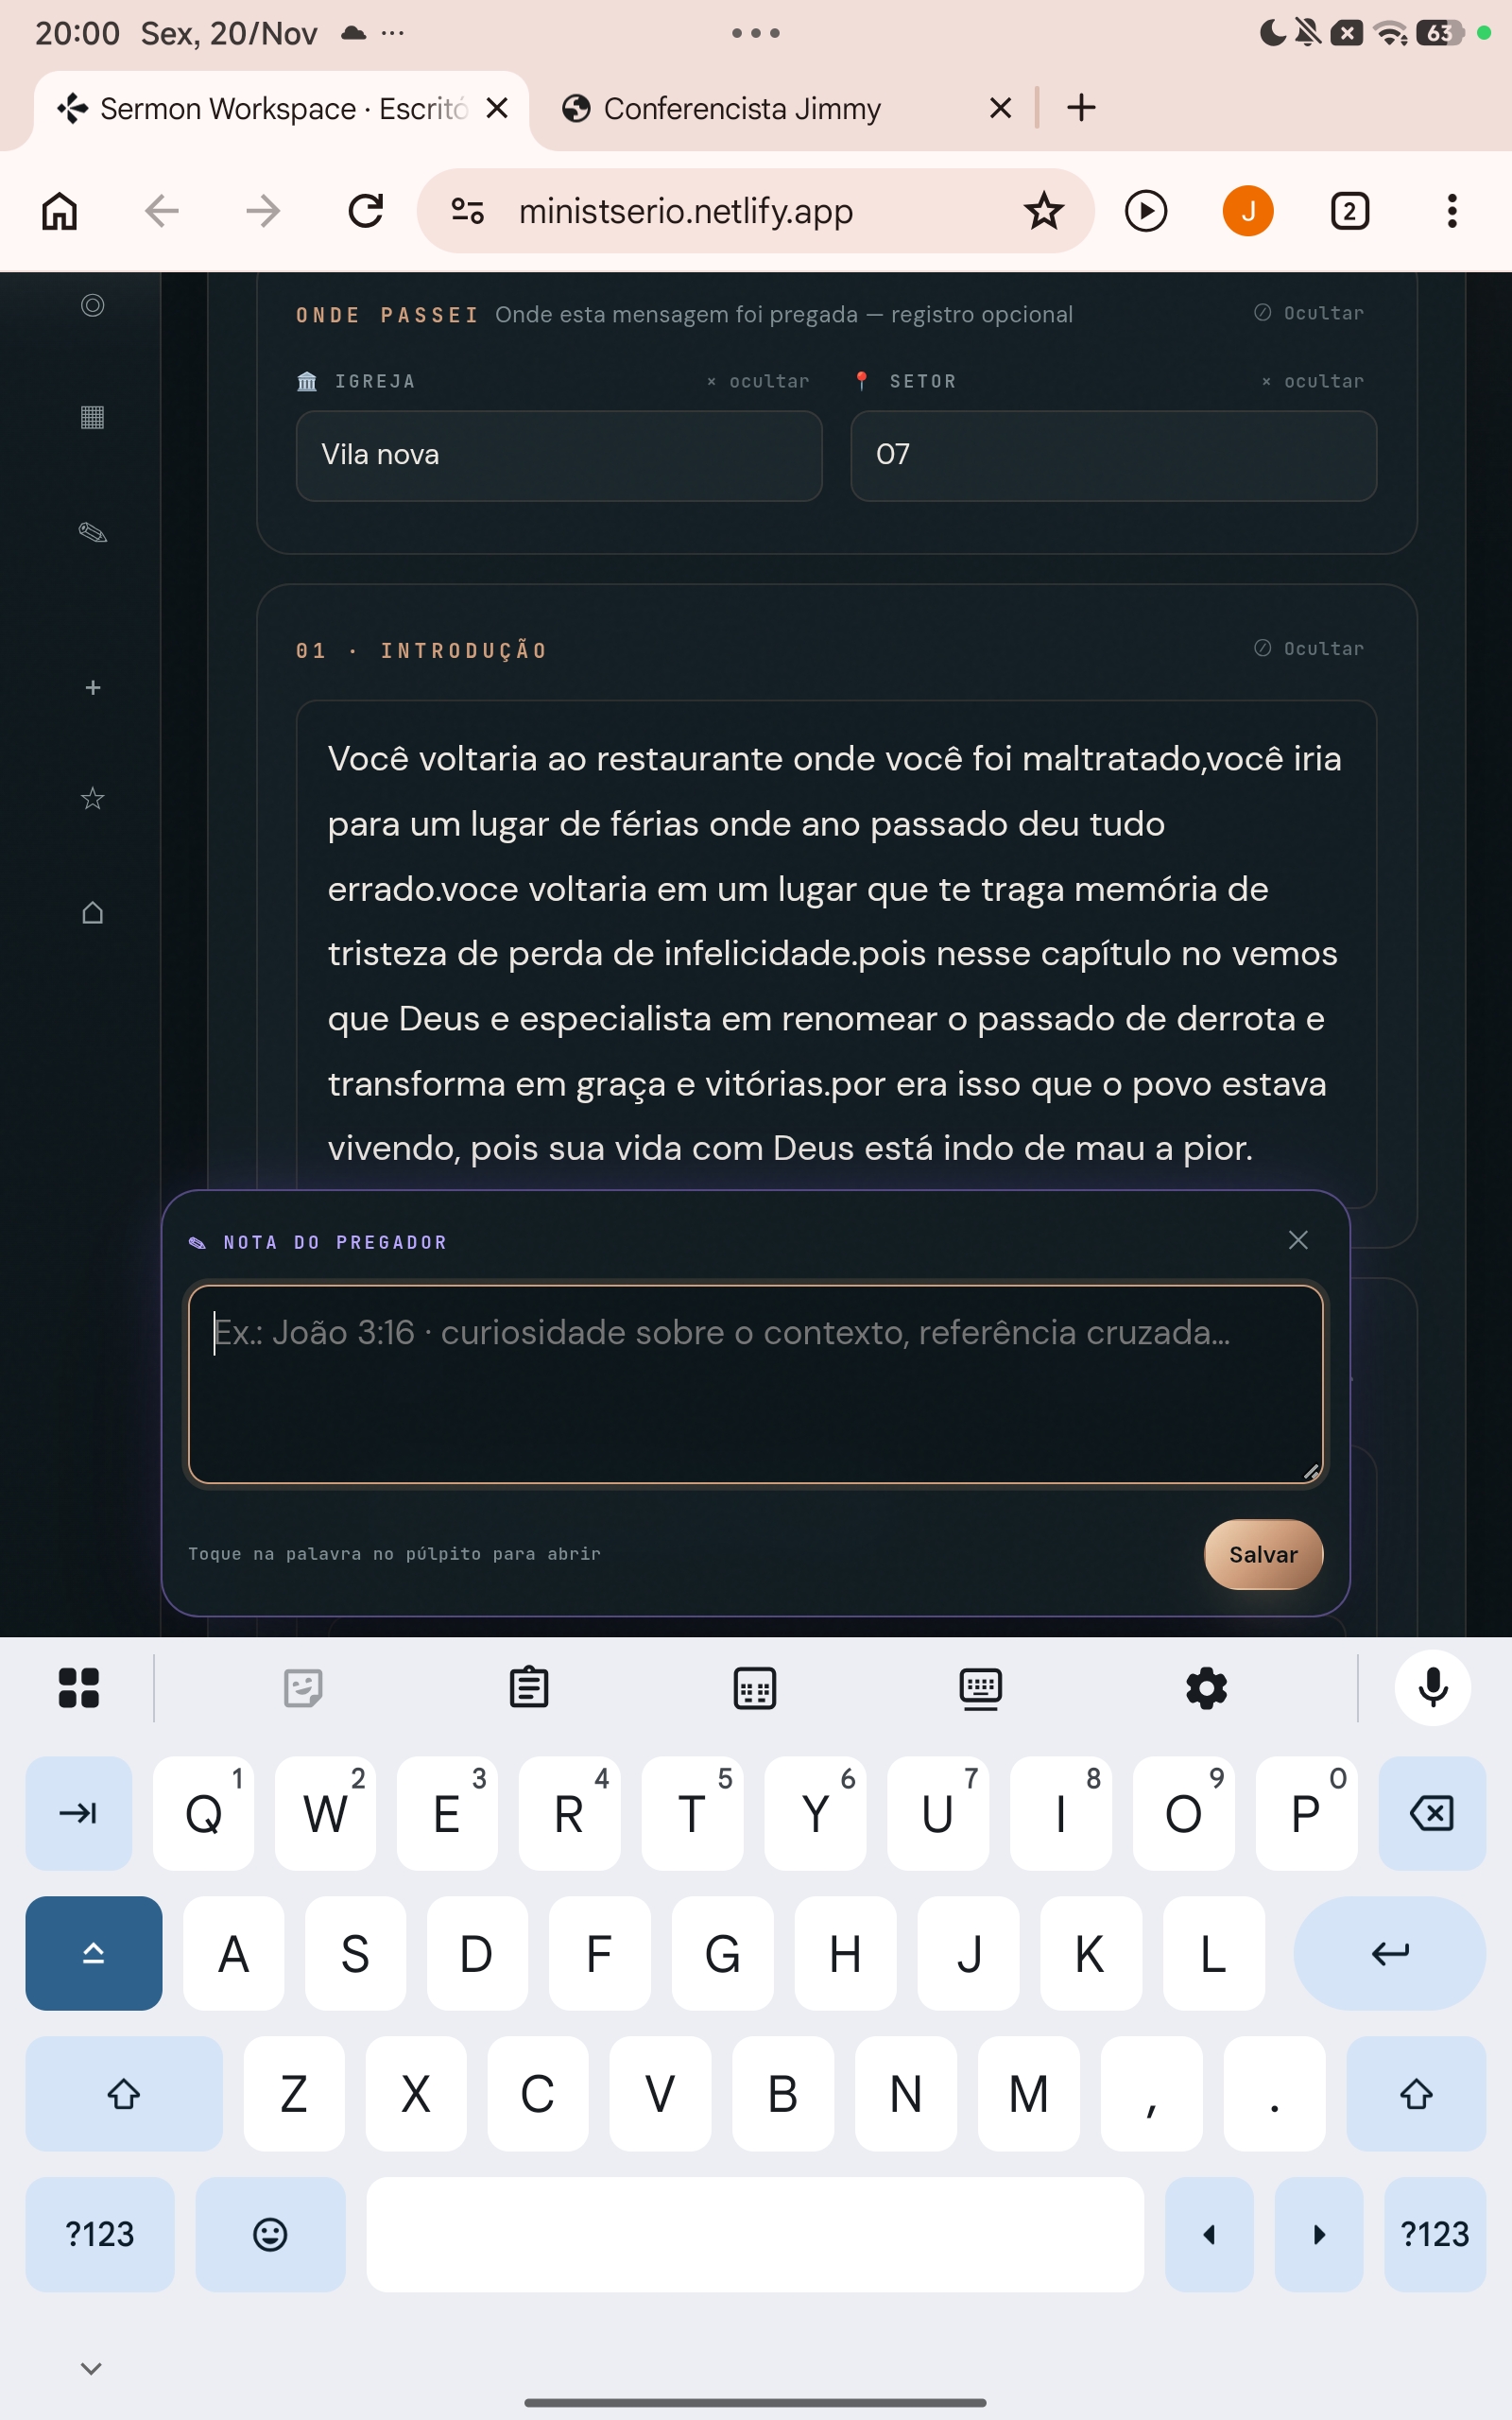 20:00 Sex, 20/Nov
63
Sermon Workspace · Escritó
Conferencista Jimmy
ministserio.netlify.app
J
2
ONDE PASSEI Onde esta mensagem foi pregada — registro opcional
Ocultar
IGREJA
× ocultar
SETOR
× ocultar
Vila nova
07
01 · INTRODUÇÃO
Ocultar
Você voltaria ao restaurante onde você foi maltratado,você iria
para um lugar de férias onde ano passado deu tudo
errado.voce voltaria em um lugar que te traga memória de
tristeza de perda de infelicidade.pois nesse capítulo no vemos
que Deus e especialista em renomear o passado de derrota e
transforma em graça e vitórias.por era isso que o povo estava
vivendo, pois sua vida com Deus está indo de mau a pior.
NOTA DO PREGADOR
Ex.: João 3:16 · curiosidade sobre o contexto, referência cruzada...
Toque na palavra no púlpito para abrir
Salvar
Q 1 W 2 E 3 R 4 T 5 Y 6 U 7 I 8 O 9 P 0
A S D F G H J K L
Z X C V B N M , .
?123
?123